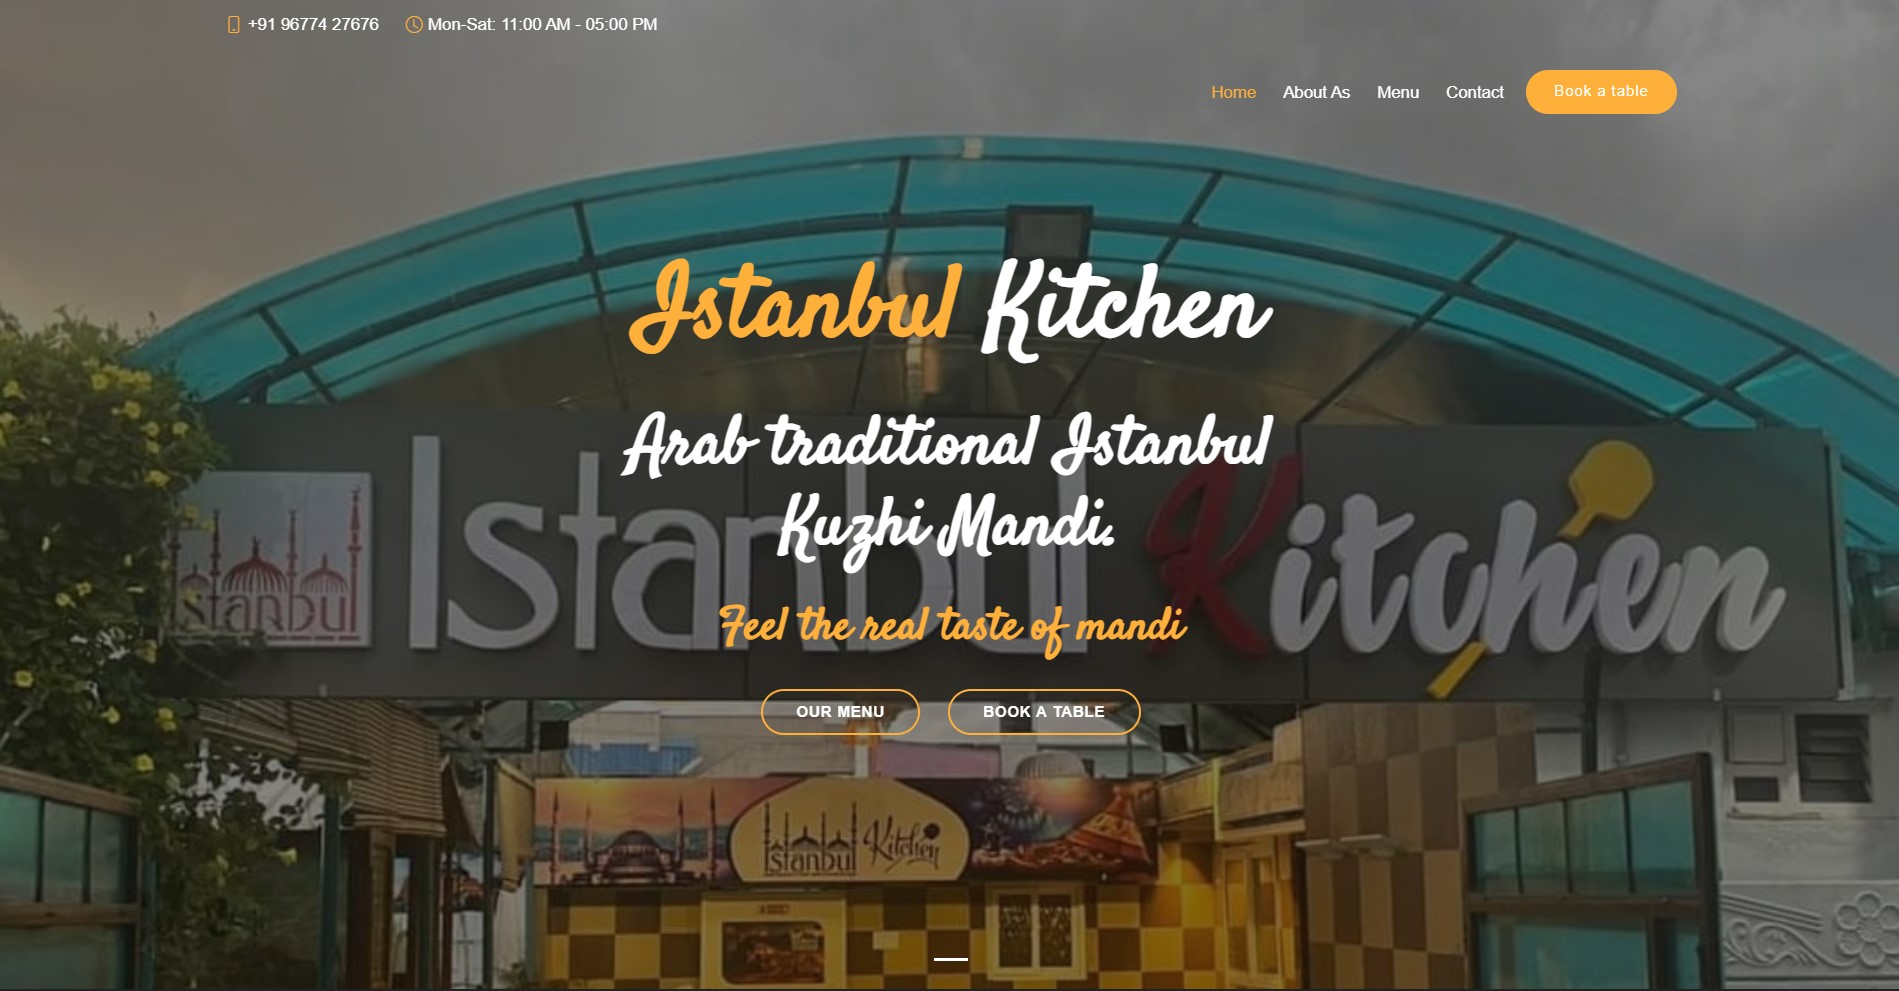 +91 96774 27676 Mon-Sat: 11:00 AM - 05:00 PM
Home About As Menu Contact Book a table
Istanbul Kitchen
Arab traditional Istanbul
Kuzhi Mandi.
Feel the real taste of mandi
istanbul Istanbul Kitchen
OUR MENU BOOK A TABLE
istanbul Kitchen